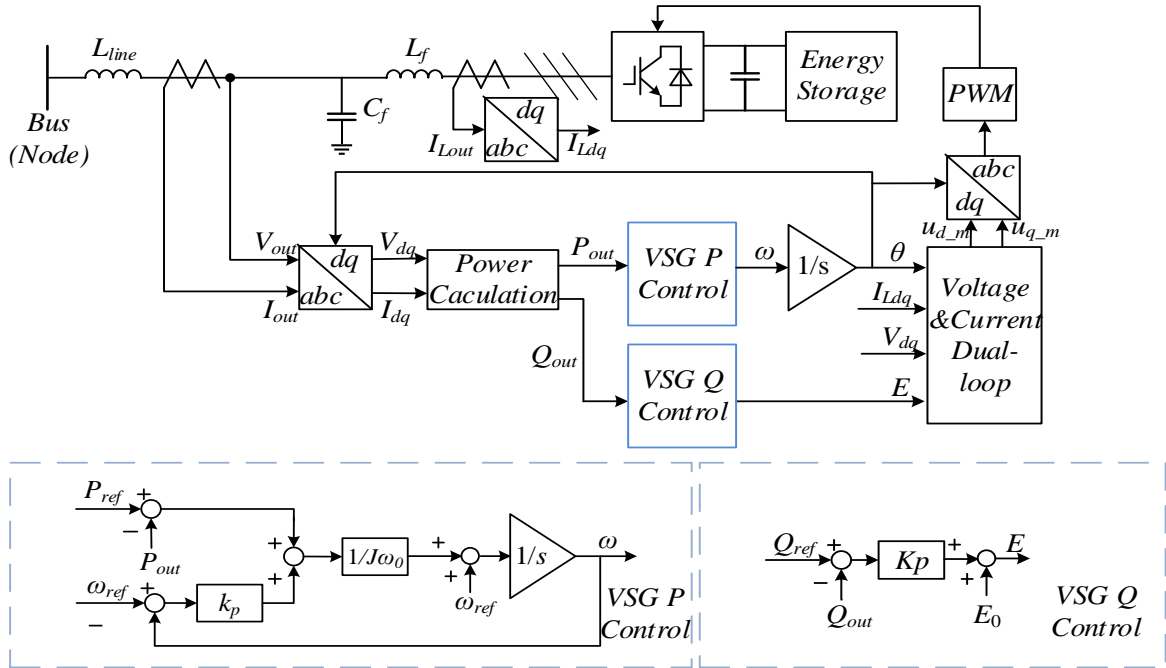 L_line
L_f
C_f
Bus
(Node)
I_Lout
dq
abc
I_Ldq
Energy
Storage
PWM
abc
dq
u_d_m
u_q_m
V_out
I_out
dq
abc
V_dq
I_dq
Power
Caculation
P_out
Q_out
VSG P
Control
ω
1/s
θ
I_Ldq
V_dq
E
Voltage
&Current
Dual-
loop
VSG Q
Control
P_ref
+
−
P_out
ω_ref
+
−
k_p
+
+
1/Jω_0
+
+
ω_ref
1/s
ω
VSG P
Control
Q_ref
+
−
Q_out
Kp
+
+
E_0
E
VSG Q
Control